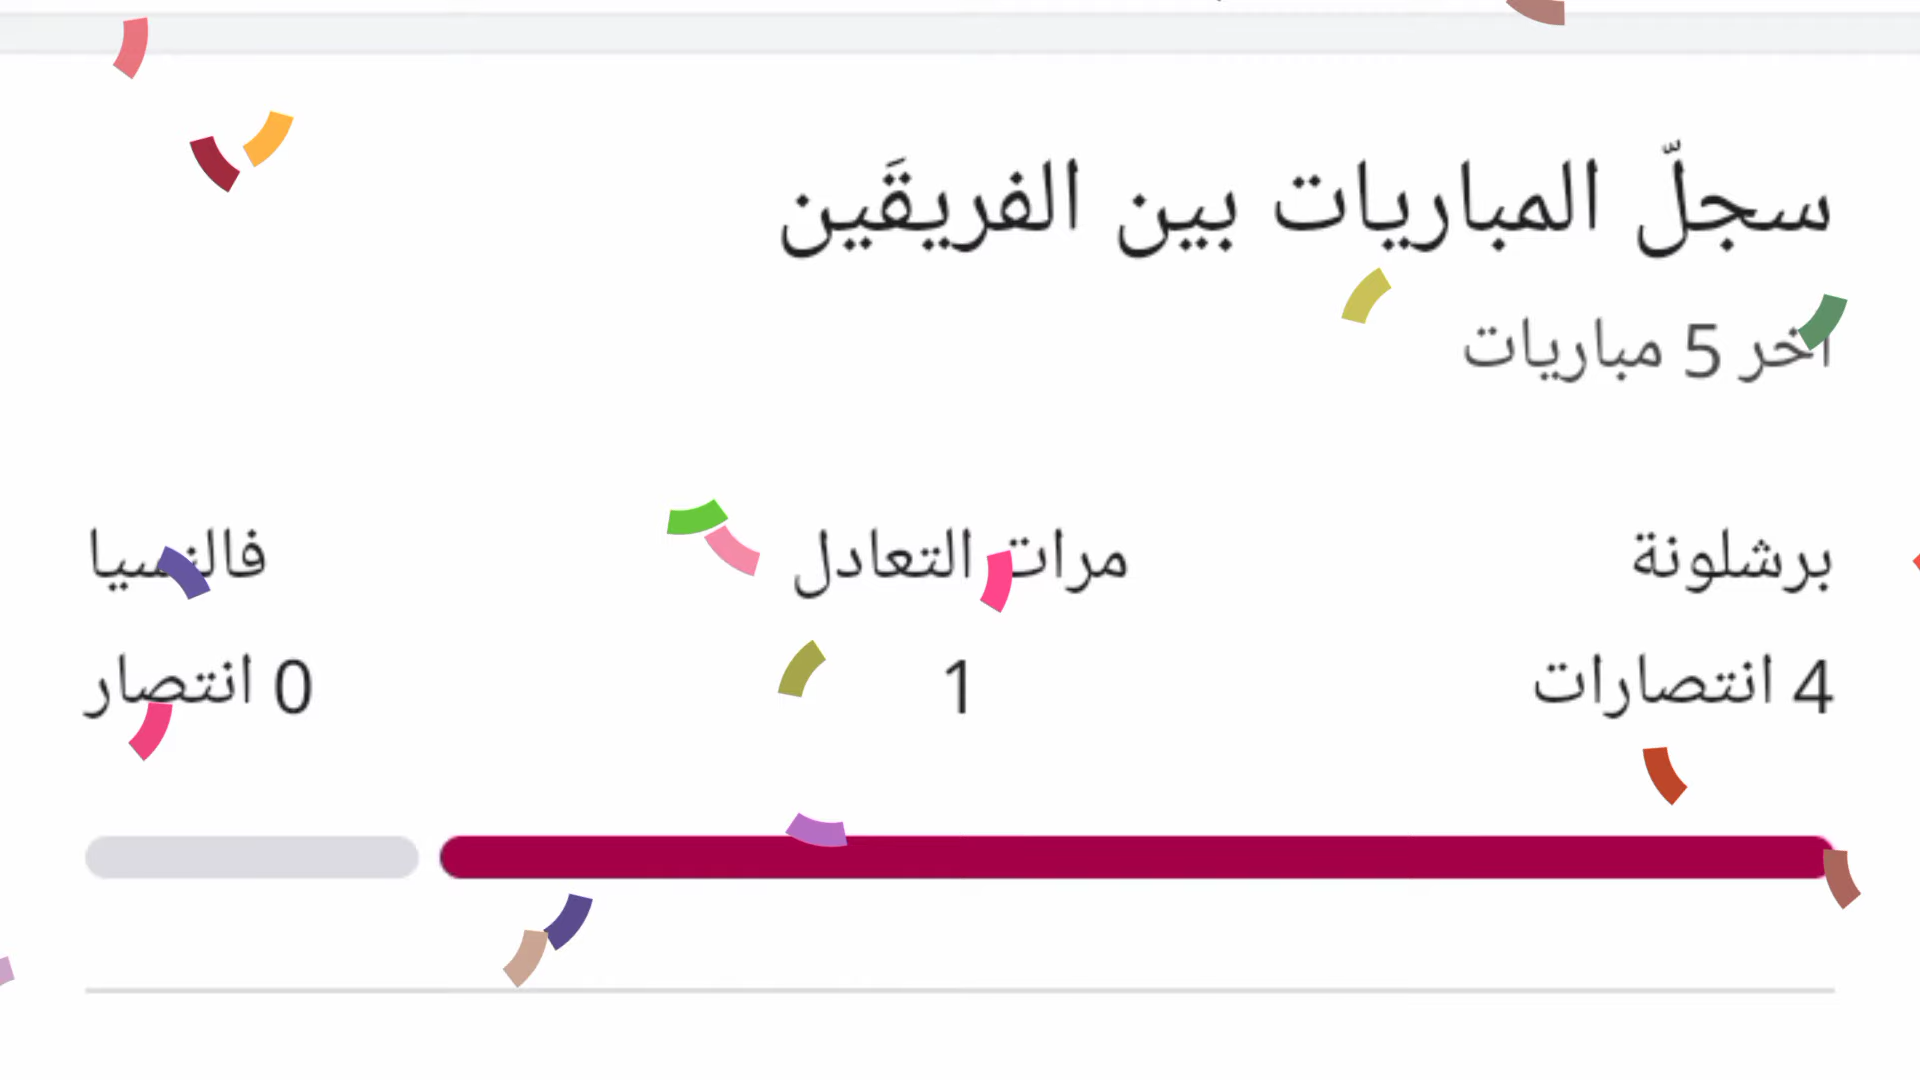 سجلّ المباريات بين الفريقَين
آخر 5 مباريات
برشلونة
مرات التعادل
فالنسيا
4 انتصارات
1
0 انتصار